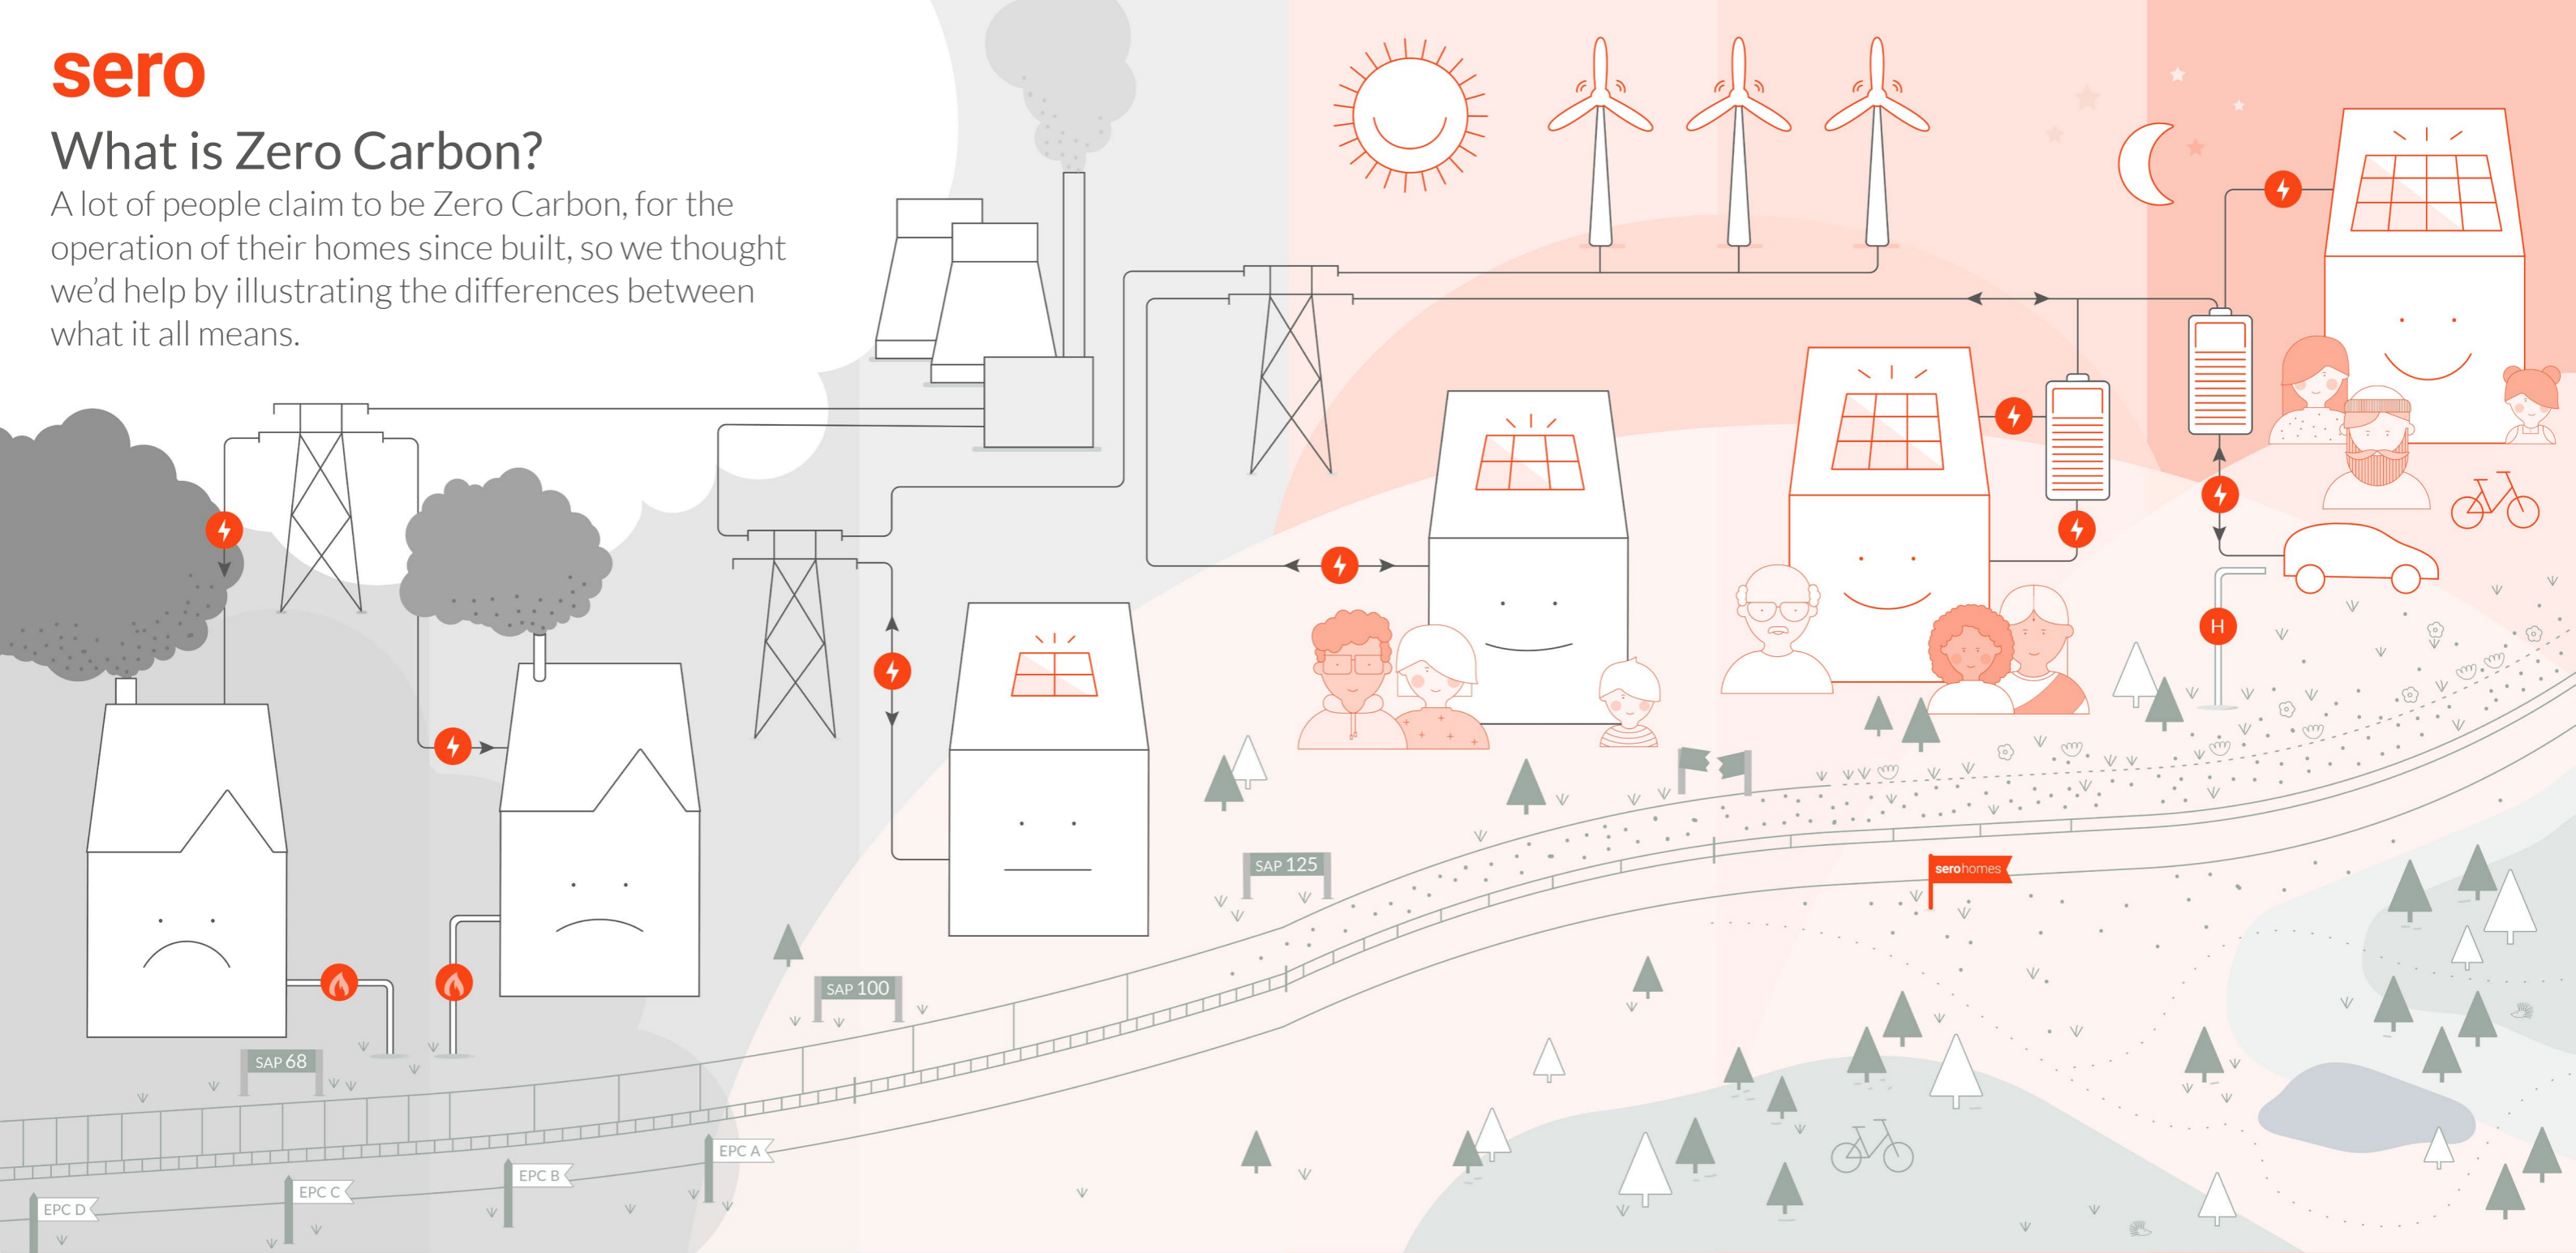 sero
What is Zero Carbon?
A lot of people claim to be Zero Carbon, for the
operation of their homes since built, so we thought
we'd help by illustrating the differences between
what it all means.
H
SAP 125
serohomes
SAP 100
SAP 68
EPC A
EPC B
EPC C
EPC D